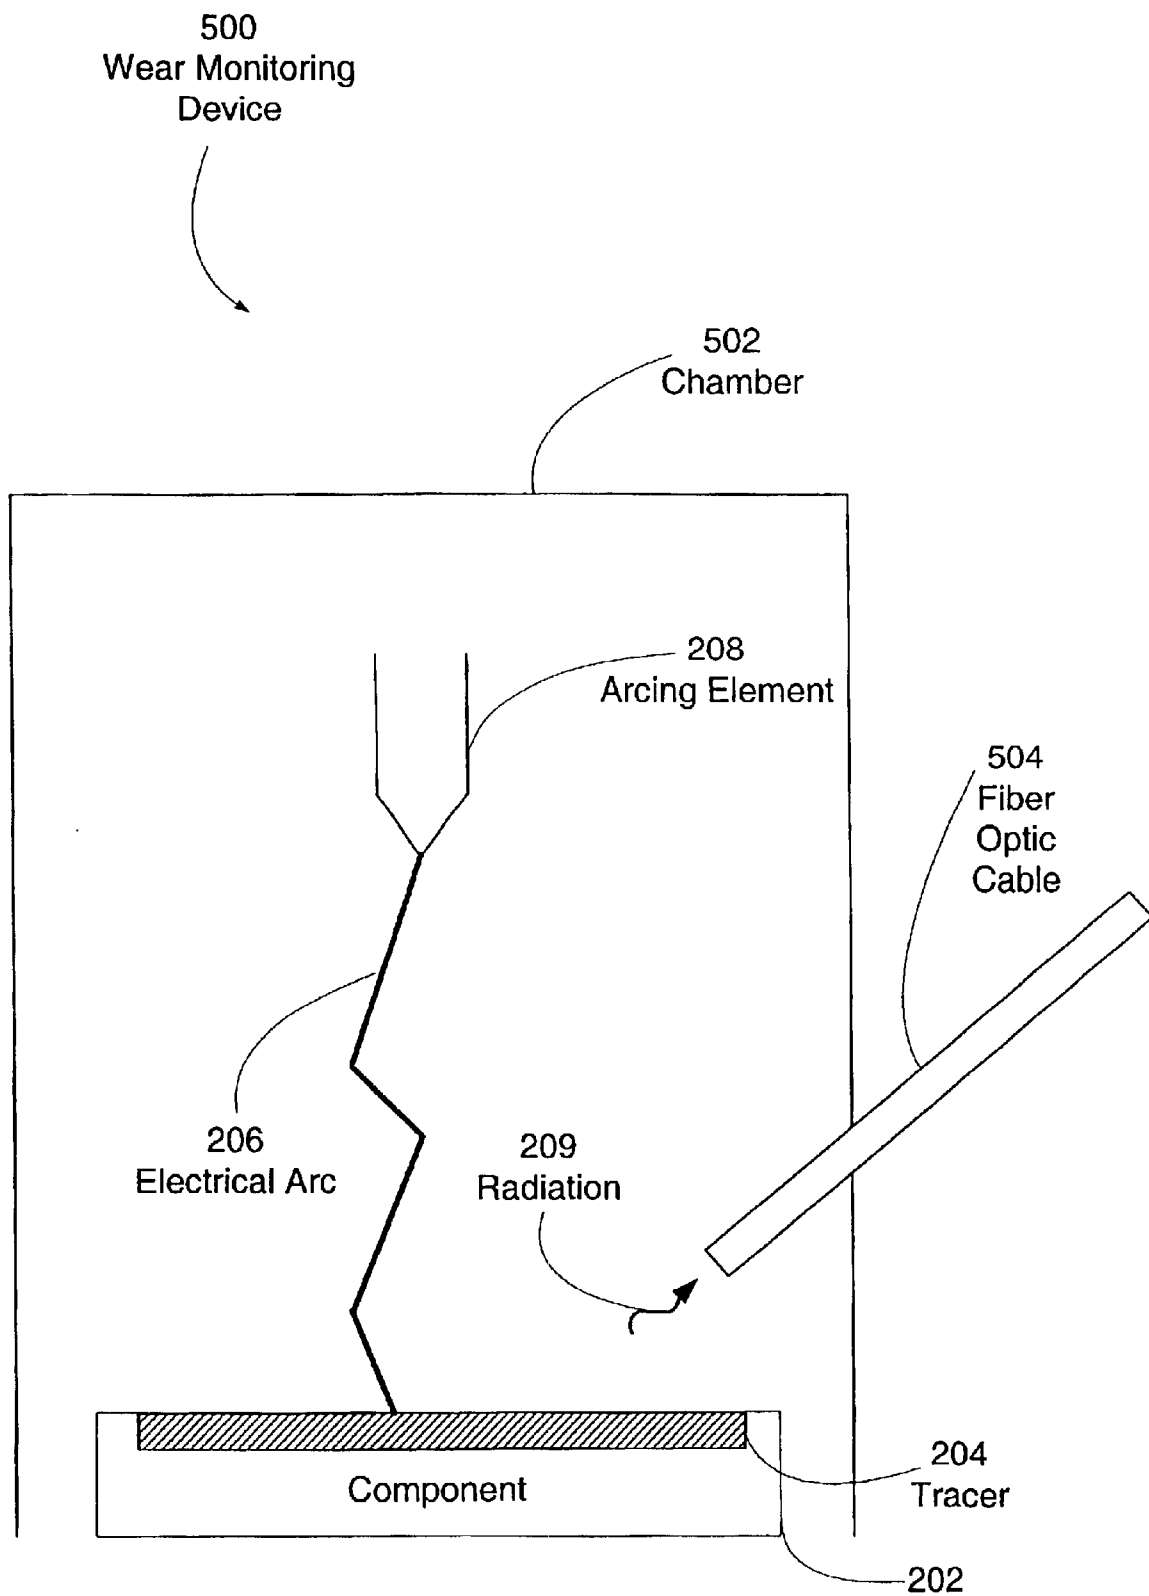 500
Wear Monitoring
Device
502
Chamber
208
Arcing Element
504
Fiber
Optic
Cable
206
Electrical Arc
209
Radiation
Component
204
Tracer
202